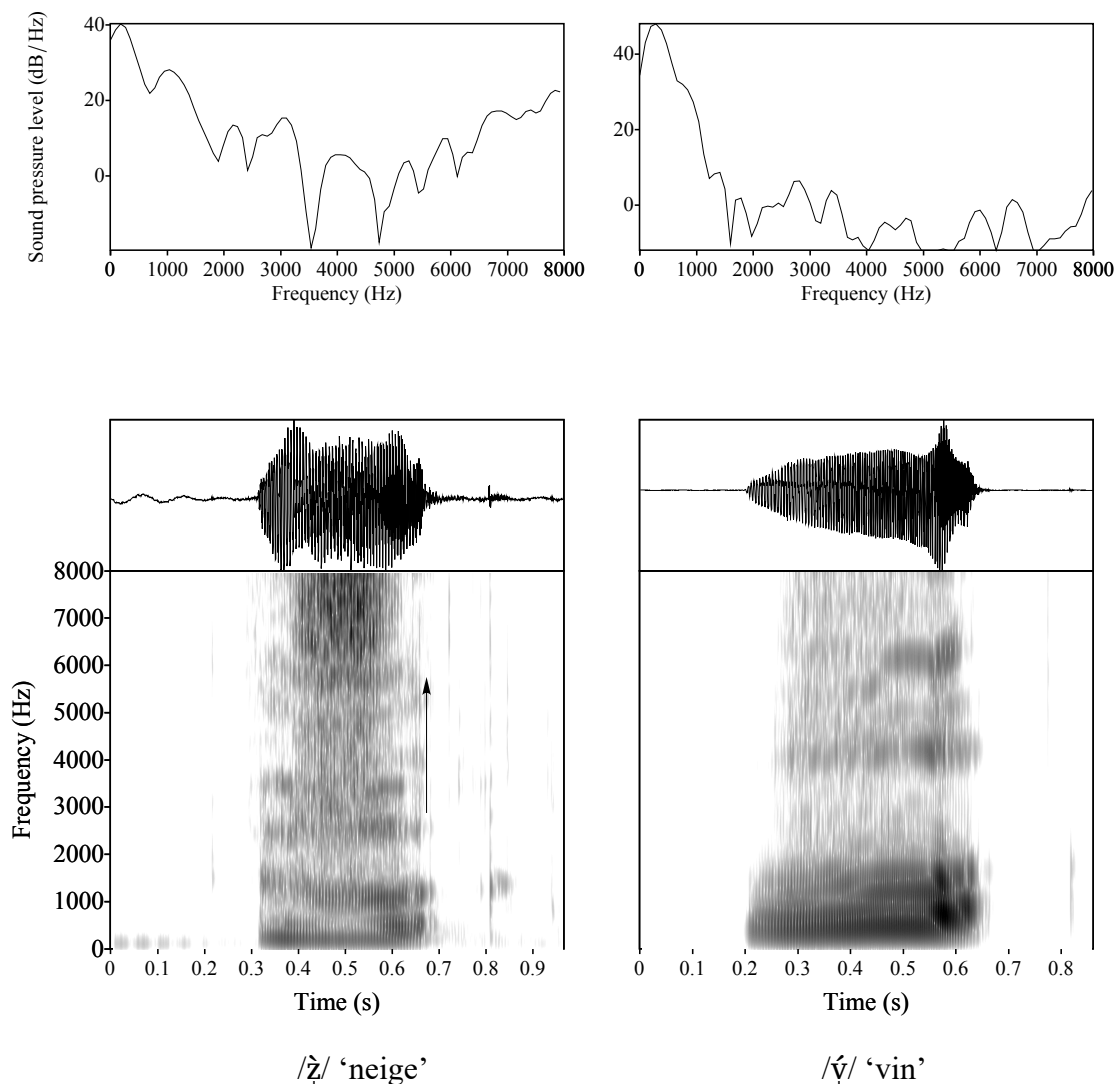 Sound pressure level (dB/Hz)
40
20
0
0 1000 2000 3000 4000 5000 6000 7000 8000
Frequency (Hz)
40
20
0
0 1000 2000 3000 4000 5000 6000 7000 8000
Frequency (Hz)
Frequency (Hz)
8000
7000
6000
5000
4000
3000
2000
1000
0
0 0.1 0.2 0.3 0.4 0.5 0.6 0.7 0.8 0.9
Time (s)
0 0.1 0.2 0.3 0.4 0.5 0.6 0.7 0.8
Time (s)
/z̩̀/ ‘neige’
/v̩́/ ‘vin’